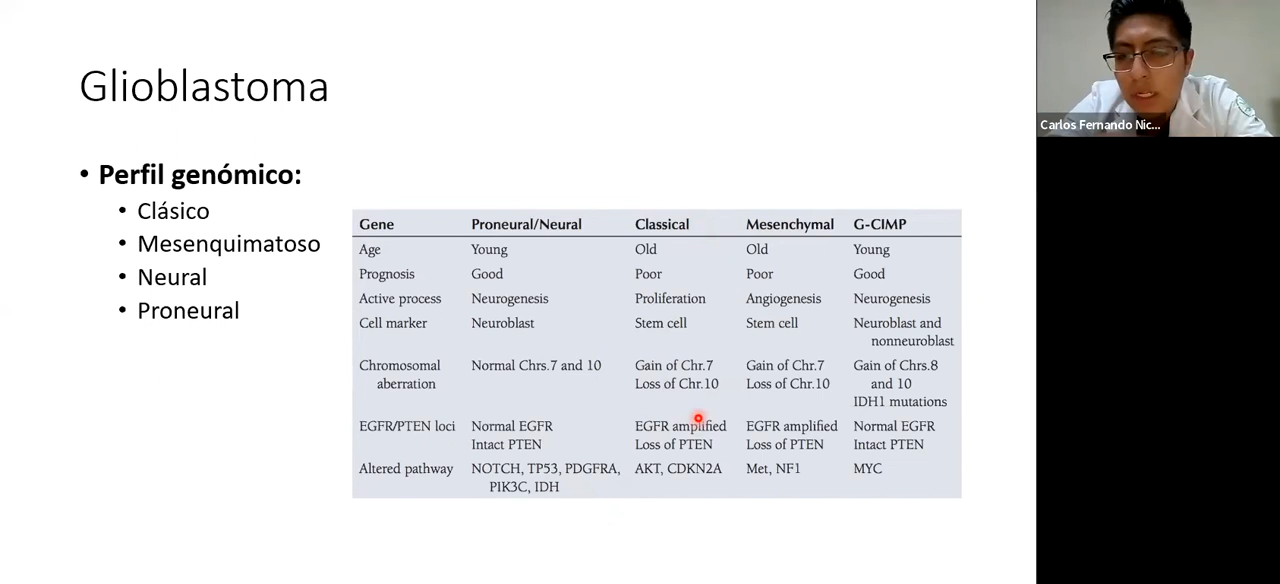 Glioblastoma
• Perfil genómico:
• Clásico
• Mesenquimatoso
• Neural
• Proneural
Gene Proneural/Neural Classical Mesenchymal G-CIMP
Age Young Old Old Young
Prognosis Good Poor Poor Good
Active process Neurogenesis Proliferation Angiogenesis Neurogenesis
Cell marker Neuroblast Stem cell Stem cell Neuroblast and
nonneuroblast
Chromosomal Normal Chrs.7 and 10 Gain of Chr.7 Gain of Chr.7 Gain of Chrs.8
aberration Loss of Chr.10 Loss of Chr.10 and 10
IDH1 mutations
EGFR/PTEN loci Normal EGFR EGFR amplified EGFR amplified Normal EGFR
Intact PTEN Loss of PTEN Loss of PTEN Intact PTEN
Altered pathway NOTCH, TP53, PDGFRA, AKT, CDKN2A Met, NF1 MYC
PIK3C, IDH
Carlos Fernando Nic...